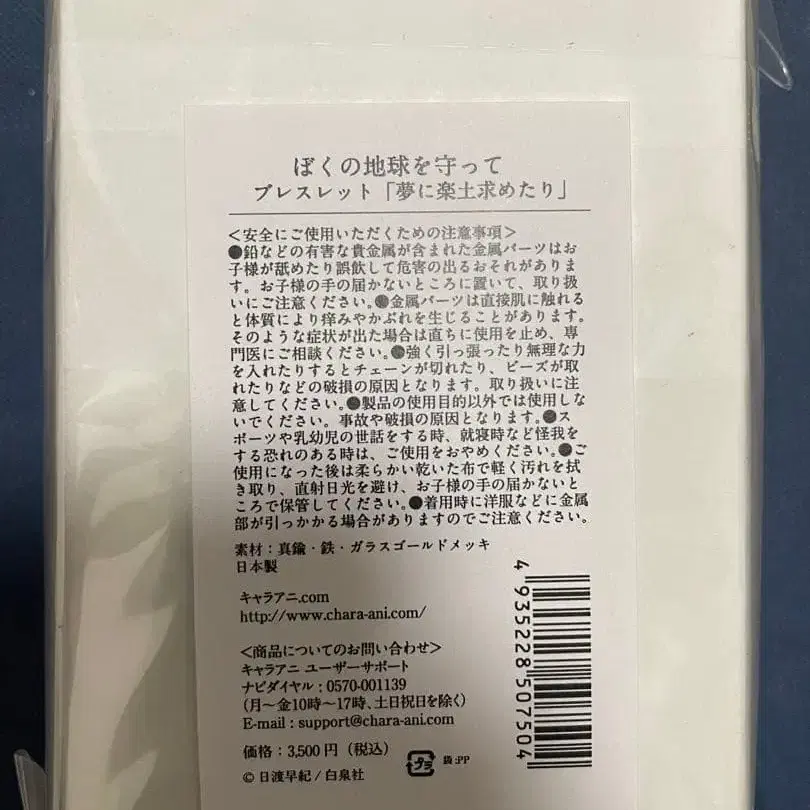 ぼくの地球を守って
ブレスレット「夢に楽土求めたり」
＜安全にご使用いただくための注意事項＞
●鉛などの有害な貴金属が含まれた金属パーツはお
子様が舐めたり誤飲して危害の出るおそれがありま
す。お子様の手の届かないところに置いて、取り扱
いにご注意ください。●金属パーツは直接肌に触れる
と体質により痒みやかぶれを生じることがあります。
そのような症状が出た場合は直ちに使用を止め、専
門医にご相談ください。●強く引っ張ったり無理な力
を入れたりするとチェーンが切れたり、ビーズが取
れたりなどの破損の原因となります。取り扱いに注
意してください。●製品の使用目的以外では使用しな
いでください。事故や破損の原因となります。●ス
ポーツや乳幼児の世話をする時、就寝時など怪我を
する恐れのある時は、ご使用をおやめください。●ご
使用になった後は柔らかい乾いた布で軽く汚れを拭
き取り、直射日光を避け、お子様の手の届かないと
ころで保管してください。●着用時に洋服などに金属
部が引っかかる場合がありますのでご注意ください。
素材：真鍮・鉄・ガラスゴールドメッキ
日本製
キャラアニ.com
http://www.chara-ani.com/
＜商品についてのお問い合わせ＞
キャラアニ ユーザーサポート
ナビダイヤル：0570-001139
（月～金10時～17時、土日祝日を除く）
E-mail : support@chara-ani.com
価格：3,500円（税込）
© 日渡早紀/白泉社
プラ
袋:PP
4935228507504